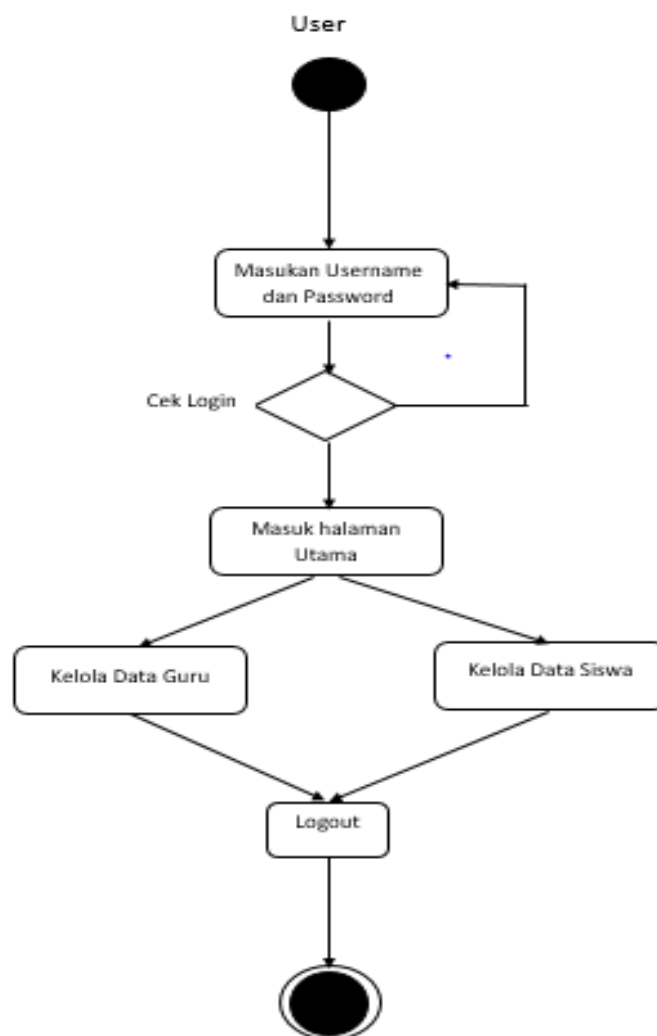 User
Masukan Username
dan Password
Cek Login
Masuk halaman
Utama
Kelola Data Guru
Kelola Data Siswa
Logout